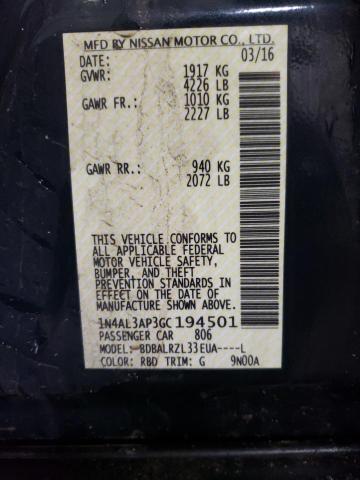 MFD BY NISSAN MOTOR CO., LTD.
DATE: 03/16
GVWR: 1917 KG
4226 LB
GAWR FR.: 1010 KG
2227 LB
GAWR RR.: 940 KG
2072 LB
THIS VEHICLE CONFORMS TO
ALL APPLICABLE FEDERAL
MOTOR VEHICLE SAFETY,
BUMPER, AND THEFT
PREVENTION STANDARDS
IN EFFECT ON THE DATE OF
MANUFACTURE SHOWN ABOVE.
1N4AL3AP3GC194501
PASSENGER CAR 806
MODEL: BDBALRZL33EUA----L
COLOR: RBD TRIM: G 9N00A